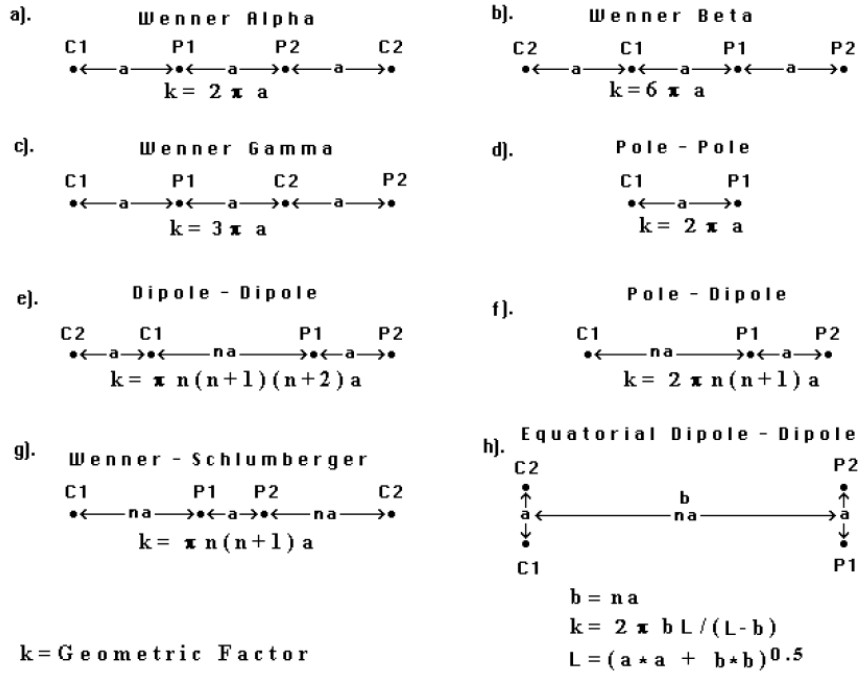 a). Wenner Alpha
C1 P1 P2 C2
a a a
k = 2 π a
b). Wenner Beta
C2 C1 P1 P2
a a a
k = 6 π a
c). Wenner Gamma
C1 P1 C2 P2
a a a
k = 3 π a
d). Pole - Pole
C1 P1
a
k = 2 π a
e). Dipole - Dipole
C2 C1 P1 P2
a na a
k = π n(n+1)(n+2)a
f). Pole - Dipole
C1 P1 P2
na a
k = 2 π n(n+1)a
g). Wenner - Schlumberger
C1 P1 P2 C2
na a na
k = π n(n+1)a
h). Equatorial Dipole - Dipole
C2 P2
b
a na a
C1 P1
b = na
k = 2 π bL/(L-b)
L = (a*a + b*b)^0.5
k = Geometric Factor